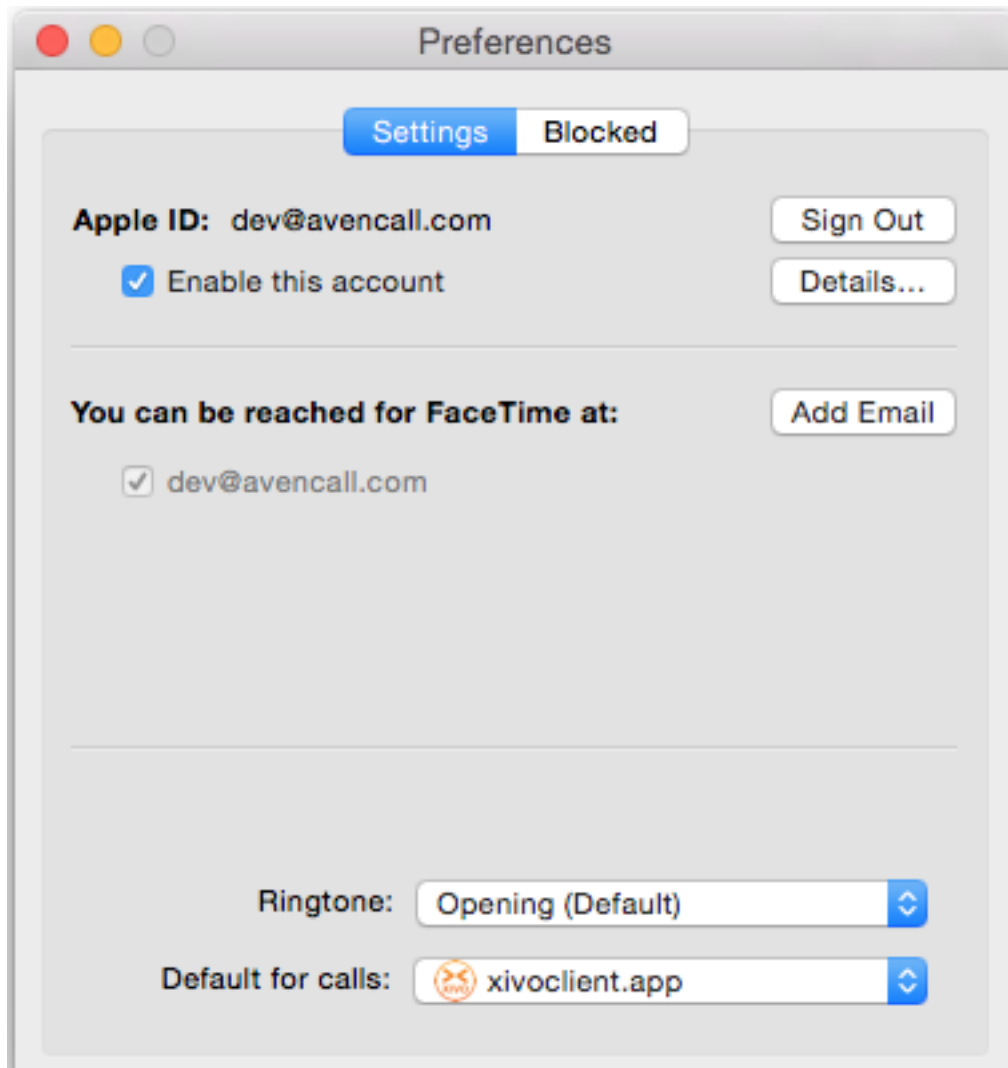 Preferences
Settings Blocked
Apple ID: dev@avencall.com Sign Out
Enable this account Details...
You can be reached for FaceTime at: Add Email
dev@avencall.com
Ringtone: Opening (Default)
Default for calls: XIVO xivoclient.app